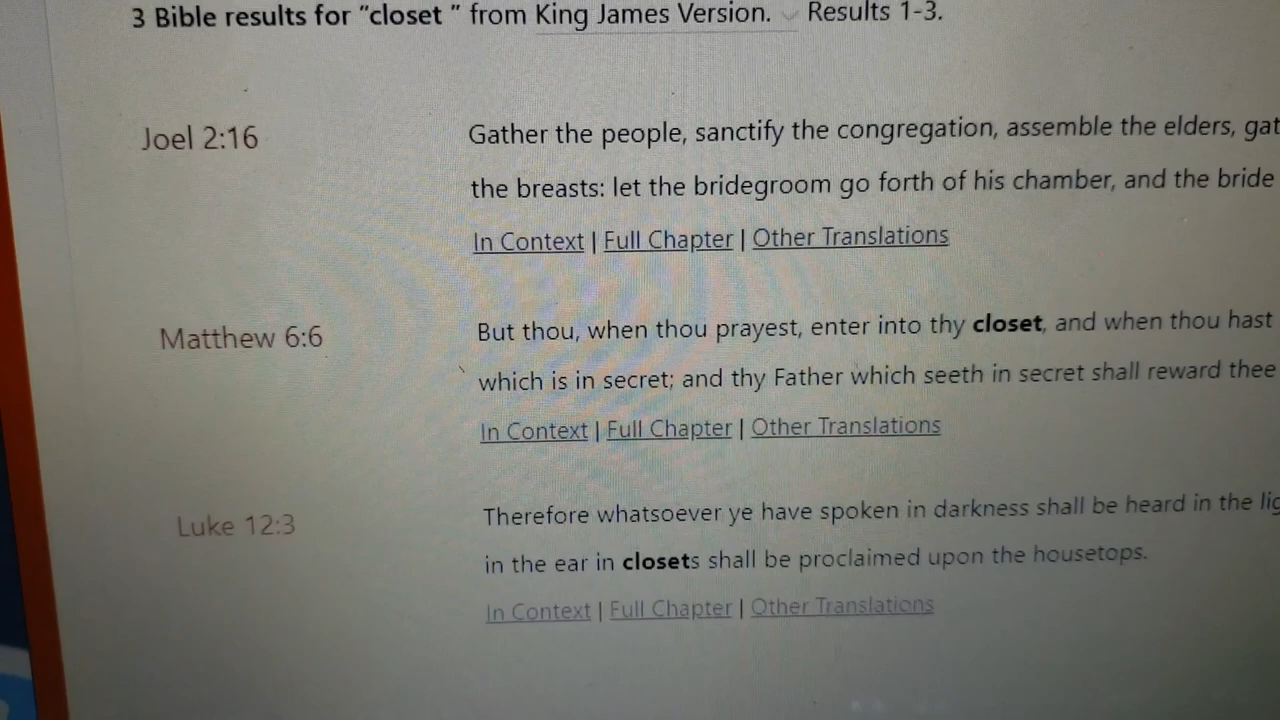 3 Bible results for "closet " from King James Version. Results 1-3.
Joel 2:16
Gather the people, sanctify the congregation, assemble the elders, gat
the breasts: let the bridegroom go forth of his chamber, and the bride
In Context | Full Chapter | Other Translations
Matthew 6:6
But thou, when thou prayest, enter into thy closet, and when thou hast
which is in secret; and thy Father which seeth in secret shall reward thee
In Context | Full Chapter | Other Translations
Luke 12:3
Therefore whatsoever ye have spoken in darkness shall be heard in the lig
in the ear in closets shall be proclaimed upon the housetops.
In Context | Full Chapter | Other Translations